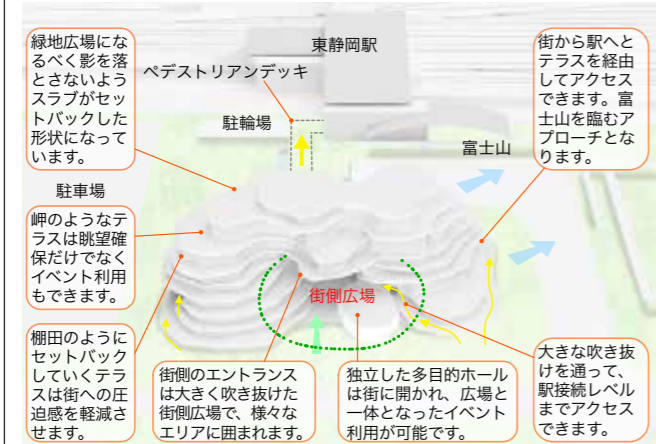 東静岡駅
緑地広場にな
るべく影を落
とさないよう
スラブがセッ
トバックした
形状になって
います。
ペデストリアンデッキ
街から駅へと
テラスを経由
してアクセス
できます。富
士山を臨むア
プローチとな
ります。
駐輪場
富士山
駐車場
岬のようなテ
ラスは眺望確
保だけでなく
イベント利用
もできます。
街側広場
棚田のように
セットバック
していくテラ
スは街への圧
迫感を軽減さ
せます。
街側のエントランス
は大きく吹き抜けた
街側広場で、様々な
エリアに囲まれます。
独立した多目的ホール
は街に開かれ、広場と
一体となったイベント
利用が可能です。
大きな吹き抜
けを通って、
駅接続レベル
までアクセス
できます。